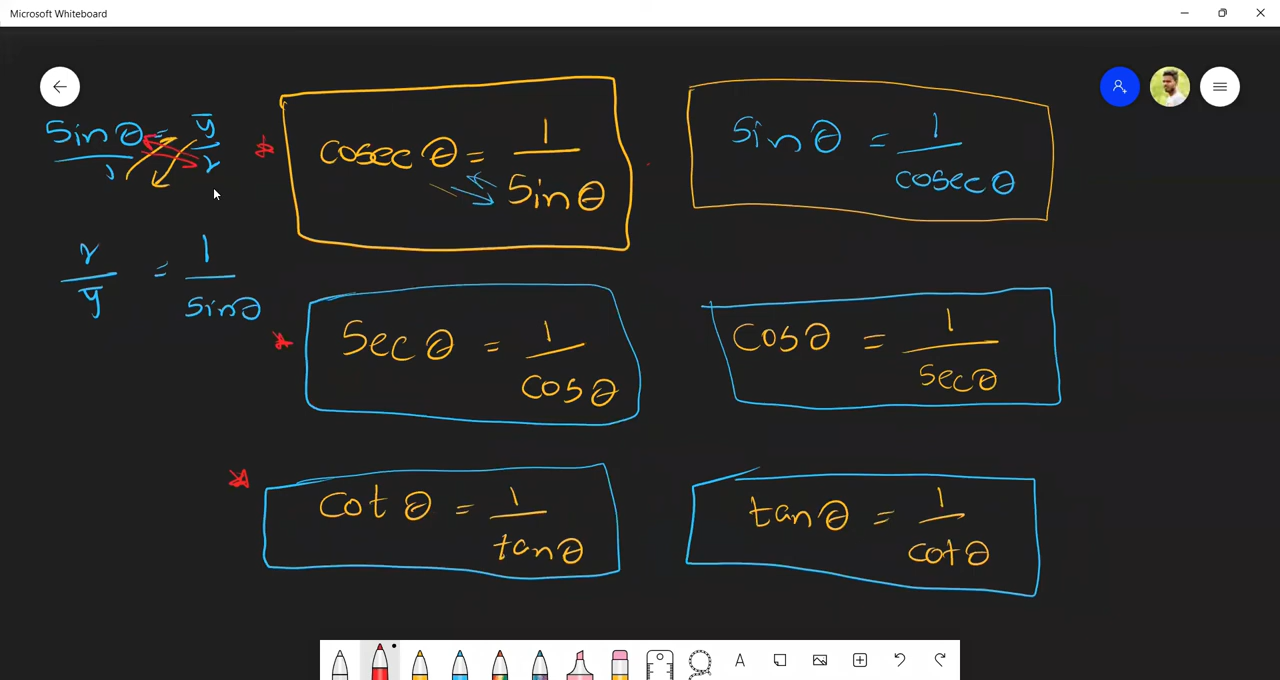 Microsoft Whiteboard
sinθ = y/r
r/y = 1/sinθ
cosecθ = 1/sinθ
sinθ = 1/cosecθ
secθ = 1/cosθ
cosθ = 1/secθ
cotθ = 1/tanθ
tanθ = 1/cotθ
A